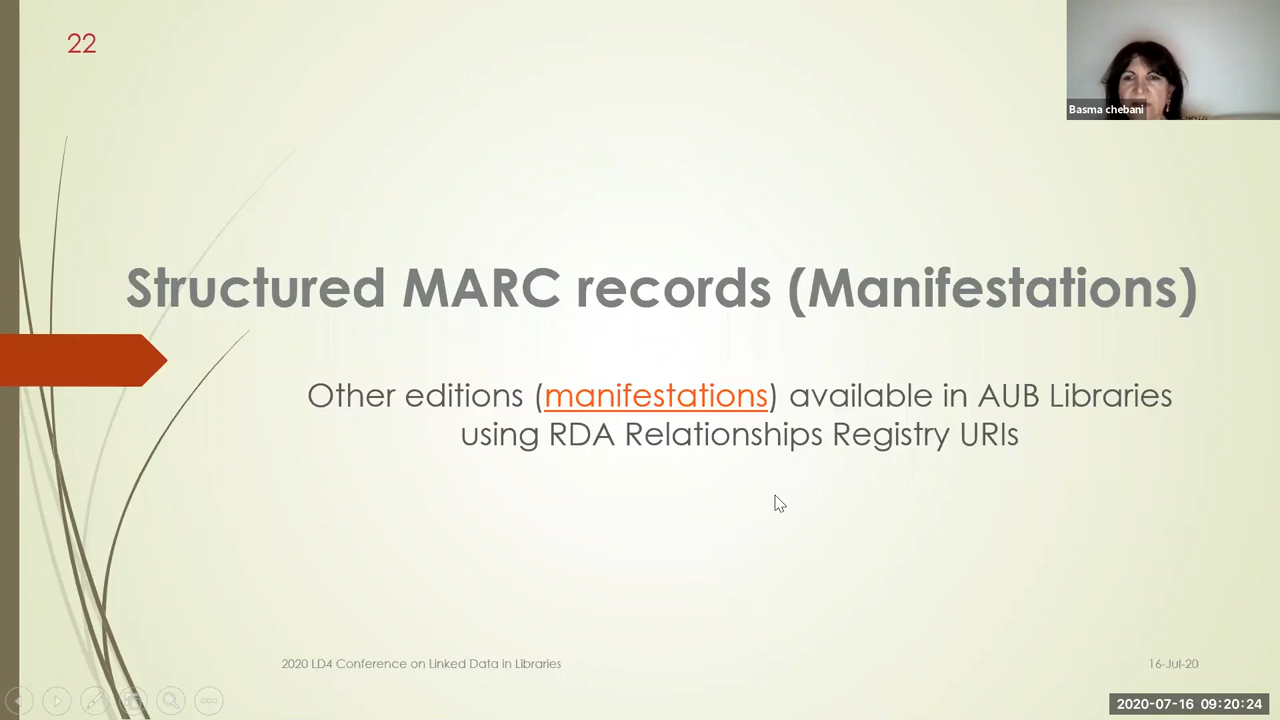 22
Basma chebani
Structured MARC records (Manifestations)
Other editions (manifestations) available in AUB Libraries
using RDA Relationships Registry URIs
2020 LD4 Conference on Linked Data in Libraries
16-Jul-20
2020-07-16 09:20:24